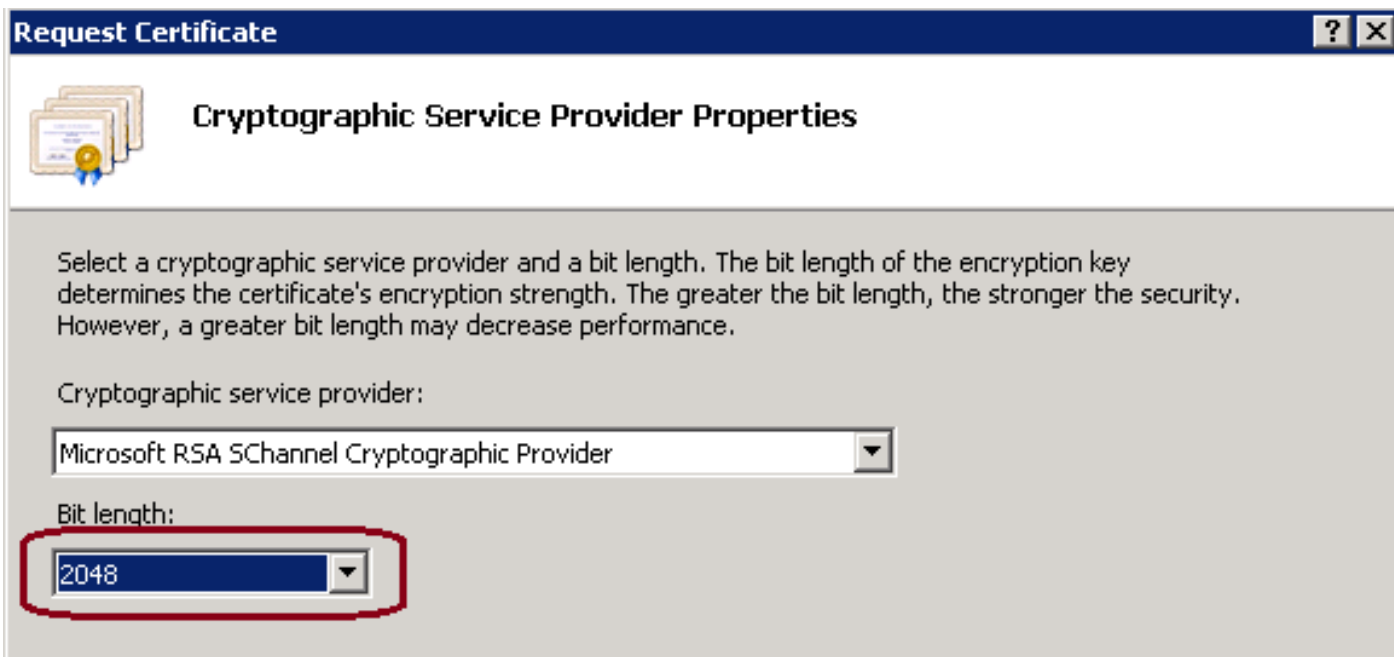 Request Certificate
?
Cryptographic Service Provider Properties
Select a cryptographic service provider and a bit length. The bit length of the encryption key
determines the certificate's encryption strength. The greater the bit length, the stronger the security.
However, a greater bit length may decrease performance.
Cryptographic service provider:
Microsoft RSA SChannel Cryptographic Provider
Bit length:
2048